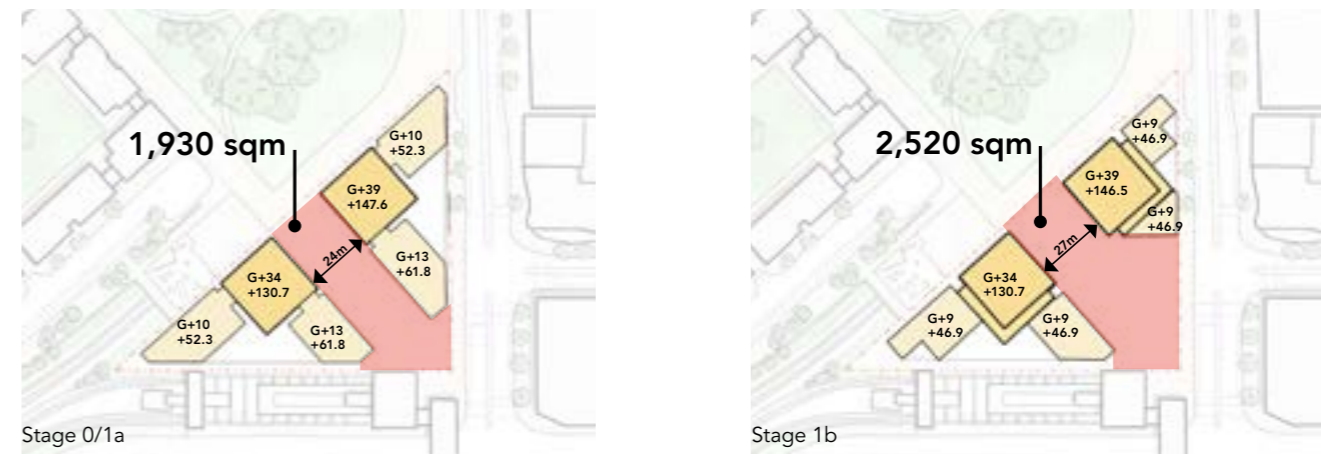 1,930 sqm
G+10
+52.3
G+39
+147.6
24m
G+13
+61.8
G+34
+130.7
G+10
+52.3
G+13
+61.8
Stage 0/1a
2,520 sqm
G+9
+46.9
G+39
+146.5
G+9
+46.9
27m
G+34
+130.7
G+9
+46.9
G+9
+46.9
Stage 1b